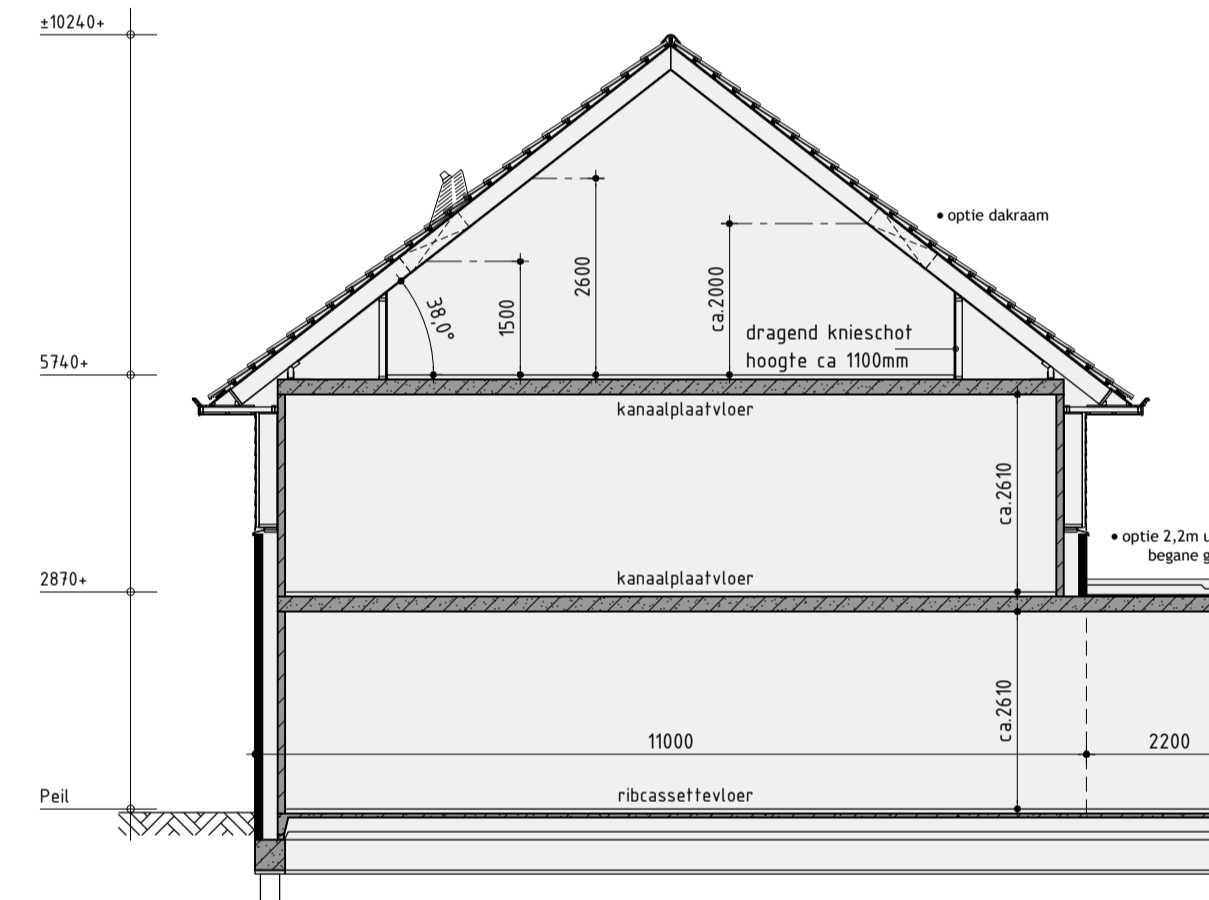 ±10240+
• optie dakraam
2600
38,0°
1500
ca.2000
dragend knieschot
hoogte ca 1100mm
5740+
kanaalplaatvloer
ca.2610
• optie 2,2m u
begane g
2870+
kanaalplaatvloer
ca.2610
11000
2200
Peil
ribcassettevloer